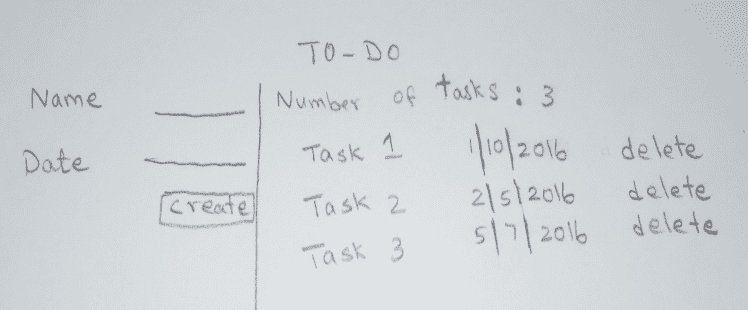 TO-DO
Name
Date
create
Number of tasks : 3
Task 1 1/10/2016 delete
Task 2 2/5/2016 delete
Task 3 5/7/2016 delete